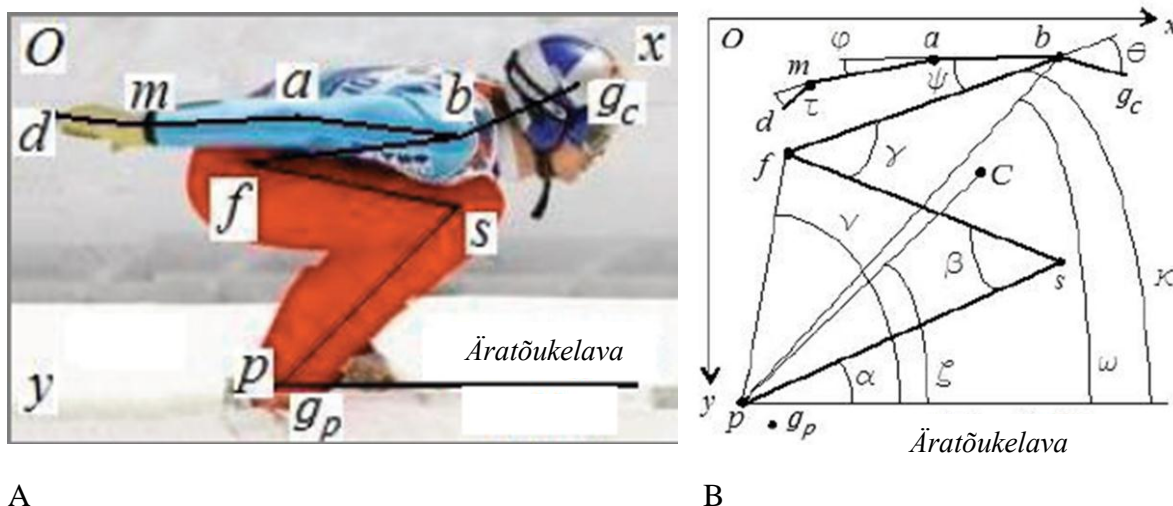 O x
m a
d b g_c
f
s
p
y Äratõukelava
g_p
A
O x
φ a b θ
m ψ
τ g_c
d
f γ
C
ν
β s κ
α ζ ω
y p
g_p Äratõukelava
B